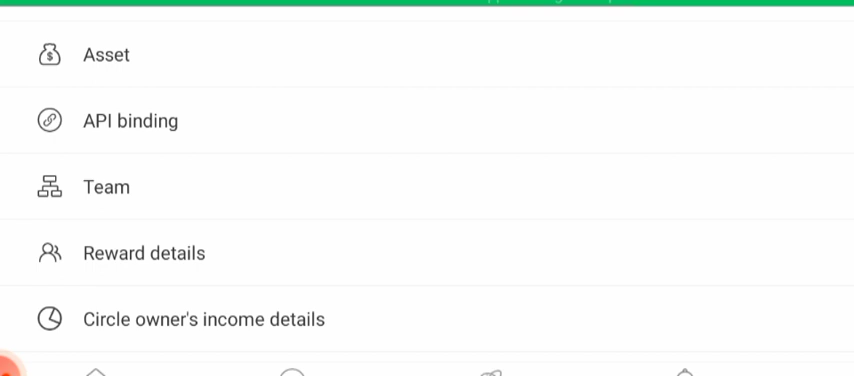 Asset
API binding
Team
Reward details
Circle owner's income details